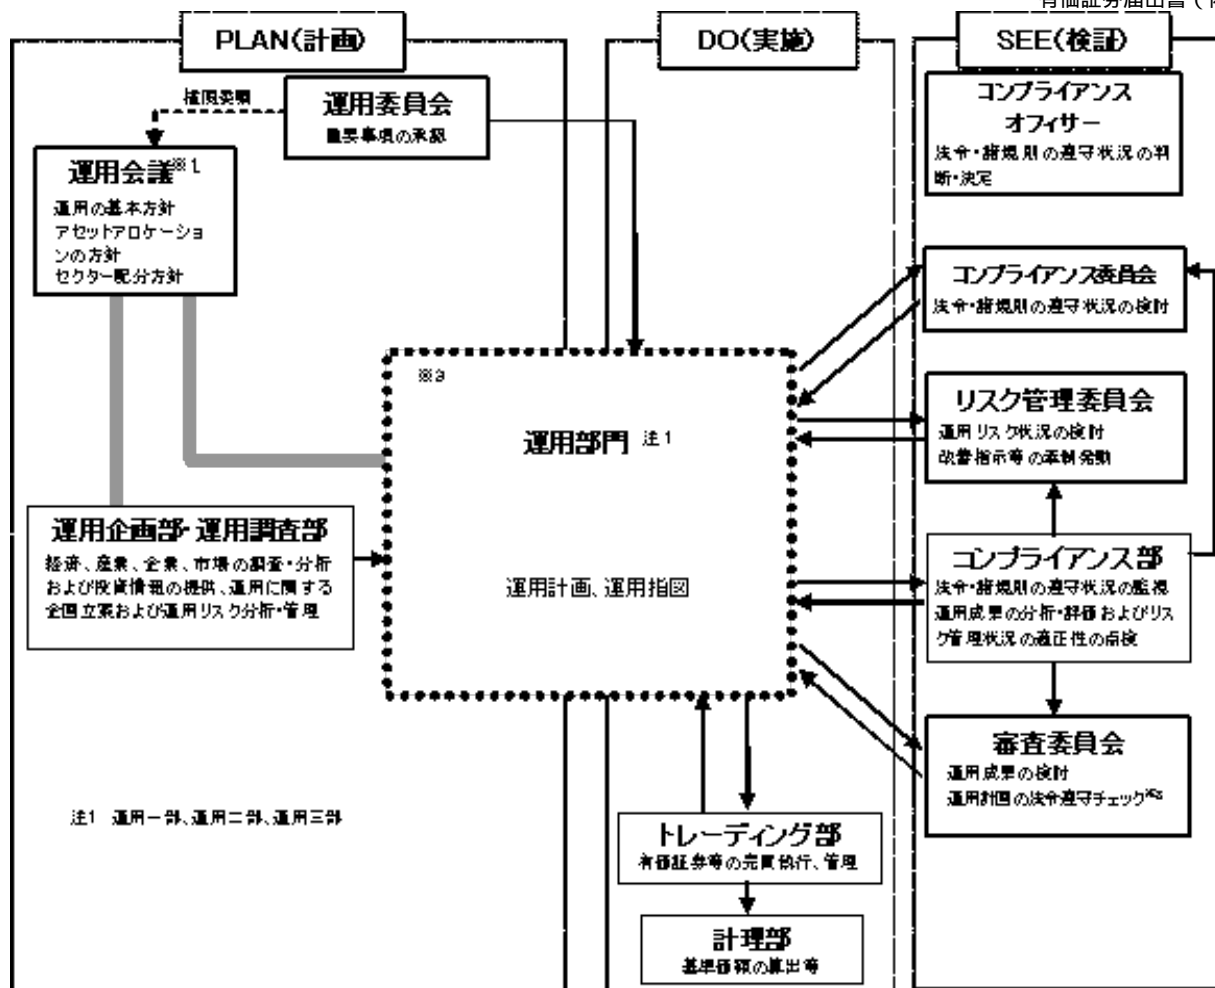 有価証券届出書(
PLAN(計画)
DO(実施)
SEE(検証)
権限委嘱
運用委員会
重要事項の承認
運用会議※1
運用の基本方針
アセットアロケーショ
ンの方針
セクター配分方針
コンプライアンス
オフィサー
法令・諸規則の遵守状況の判
断・決定
コンプライアンス委員会
法令・諸規則の遵守状況の検討
※3
運用部門 注1
運用計画、運用指図
リスク管理委員会
運用リスク状況の検討
改善指示等の牽制発動
運用企画部・運用調査部
経済、産業、企業、市場の調査・分析
および投資情報の提供、運用に関する
企画立案および運用リスク分析・管理
コンプライアンス部
法令・諸規則の遵守状況の監視
運用成果の分析・評価およびリス
ク管理状況の適正性の点検
審査委員会
運用成果の検討
運用計画の法令遵守チェック※2
注1 運用一部、運用二部、運用三部
トレーディング部
有価証券等の売買執行、管理
計理部
基準価額の算出等